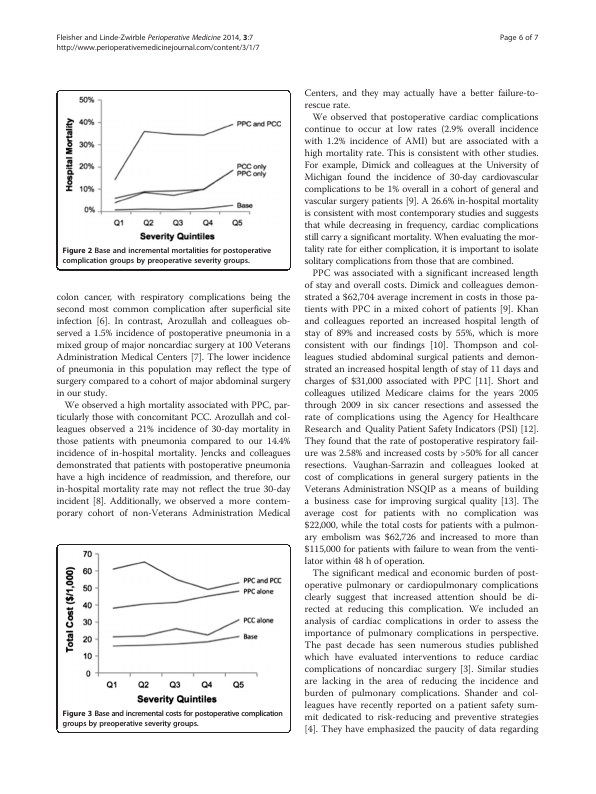 Fleisher and Linde-Zwirble Perioperative Medicine 2014, 3:7
http://www.perioperativemedicinejournal.com/content/3/1/7
Page 6 of 7
50%
40%
30%
20%
10%
0%
Hospital Mortality
PPC and PCC
PCC only
PPC only
Base
Q1 Q2 Q3 Q4 Q5
Severity Quintiles
Figure 2 Base and incremental mortalities for postoperative
complication groups by preoperative severity groups.
colon cancer, with respiratory complications being the
second most common complication after superficial site
infection [6]. In contrast, Arozullah and colleagues ob-
served a 1.5% incidence of postoperative pneumonia in a
mixed group of major noncardiac surgery at 100 Veterans
Administration Medical Centers [7]. The lower incidence
of pneumonia in this population may reflect the type of
surgery compared to a cohort of major abdominal surgery
in our study.
We observed a high mortality associated with PPC, par-
ticularly those with concomitant PCC. Arozullah and col-
leagues observed a 21% incidence of 30-day mortality in
those patients with pneumonia compared to our 14.4%
incidence of in-hospital mortality. Jencks and colleagues
demonstrated that patients with postoperative pneumonia
have a high incidence of readmission, and therefore, our
in-hospital mortality rate may not reflect the true 30-day
incident [8]. Additionally, we observed a more contem-
porary cohort of non-Veterans Administration Medical
70
60
50
40
30
20
10
0
Total Cost ($/1,000)
PPC and PCC
PPC alone
PCC alone
Base
Q1 Q2 Q3 Q4 Q5
Severity Quintiles
Figure 3 Base and incremental costs for postoperative complication
groups by preoperative severity groups.
Centers, and they may actually have a better failure-to-
rescue rate.
We observed that postoperative cardiac complications
continue to occur at low rates (2.9% overall incidence
with 1.2% incidence of AMI) but are associated with a
high mortality rate. This is consistent with other studies.
For example, Dimick and colleagues at the University of
Michigan found the incidence of 30-day cardiovascular
complications to be 1% overall in a cohort of general and
vascular surgery patients [9]. A 26.6% in-hospital mortality
is consistent with most contemporary studies and suggests
that while decreasing in frequency, cardiac complications
still carry a significant mortality. When evaluating the mor-
tality rate for either complication, it is important to isolate
solitary complications from those that are combined.
PPC was associated with a significant increased length
of stay and overall costs. Dimick and colleagues demon-
strated a $62,704 average increment in costs in those pa-
tients with PPC in a mixed cohort of patients [9]. Khan
and colleagues reported an increased hospital length of
stay of 89% and increased costs by 55%, which is more
consistent with our findings [10]. Thompson and col-
leagues studied abdominal surgical patients and demon-
strated an increased hospital length of stay of 11 days and
charges of $31,000 associated with PPC [11]. Short and
colleagues utilized Medicare claims for the years 2005
through 2009 in six cancer resections and assessed the
rate of complications using the Agency for Healthcare
Research and Quality Patient Safety Indicators (PSI) [12].
They found that the rate of postoperative respiratory fail-
ure was 2.58% and increased costs by >50% for all cancer
resections. Vaughan-Sarrazin and colleagues looked at
cost of complications in general surgery patients in the
Veterans Administration NSQIP as a means of building
a business case for improving surgical quality [13]. The
average cost for patients with no complication was
$22,000, while the total costs for patients with a pulmon-
ary embolism was $62,726 and increased to more than
$115,000 for patients with failure to wean from the venti-
lator within 48 h of operation.
The significant medical and economic burden of post-
operative pulmonary or cardiopulmonary complications
clearly suggest that increased attention should be di-
rected at reducing this complication. We included an
analysis of cardiac complications in order to assess the
importance of pulmonary complications in perspective.
The past decade has seen numerous studies published
which have evaluated interventions to reduce cardiac
complications of noncardiac surgery [3]. Similar studies
are lacking in the area of reducing the incidence and
burden of pulmonary complications. Shander and col-
leagues have recently reported on a patient safety sum-
mit dedicated to risk-reducing and preventive strategies
[4]. They have emphasized the paucity of data regarding